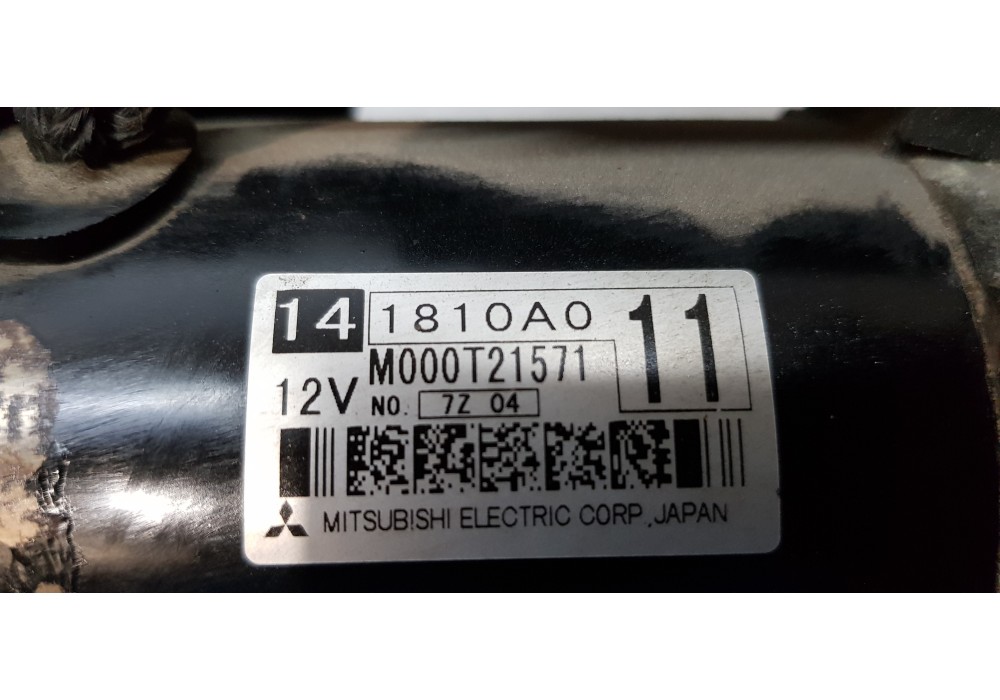 14 1810A0 11
M000T21571
12V NO. 7Z 04
MITSUBISHI ELECTRIC CORP., JAPAN